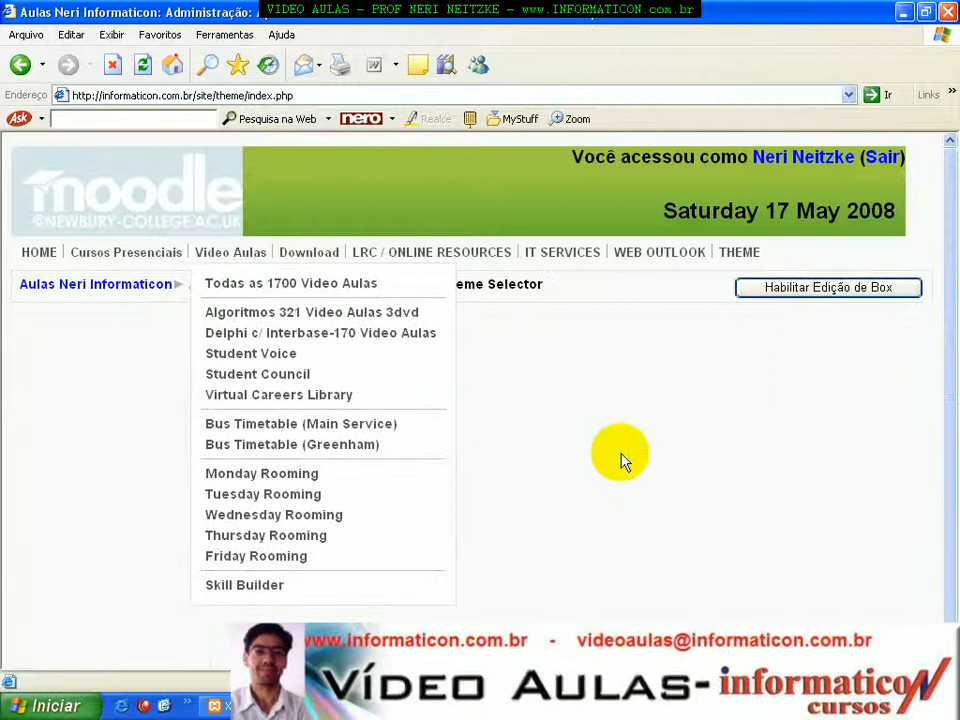 Aulas Neri Informaticon: Administração:
VIDEO AULAS - PROF NERI NEITZKE - www.INFORMATICON.com.br
Arquivo Editar Exibir Favoritos Ferramentas Ajuda
Endereço http://informaticon.br/site/theme/index.php Ir Links »
Ask Pesquisa na Web nero Realce MyStuff Zoom
moodle
@NEWBURY-COLLEGE.AC.UK
Você acessou como Neri Neitzke (Sair)
Saturday 17 May 2008
HOME Cursos Presenciais Video Aulas Download LRC / ONLINE RESOURCES IT SERVICES WEB OUTLOOK THEME
Aulas Neri Informaticon eme Selector
Habilitar Edição de Box
Todas as 1700 Video Aulas
Algoritmos 321 Video Aulas 3dvd
Delphi c/ Interbase-170 Video Aulas
Student Voice
Student Council
Virtual Careers Library
Bus Timetable (Main Service)
Bus Timetable (Greenham)
Monday Rooming
Tuesday Rooming
Wednesday Rooming
Thursday Rooming
Friday Rooming
Skill Builder
www.informaticon.com.br - videoaulas@informaticon.com.br
VÍDEO AULAS- informaticon
cursos
Iniciar